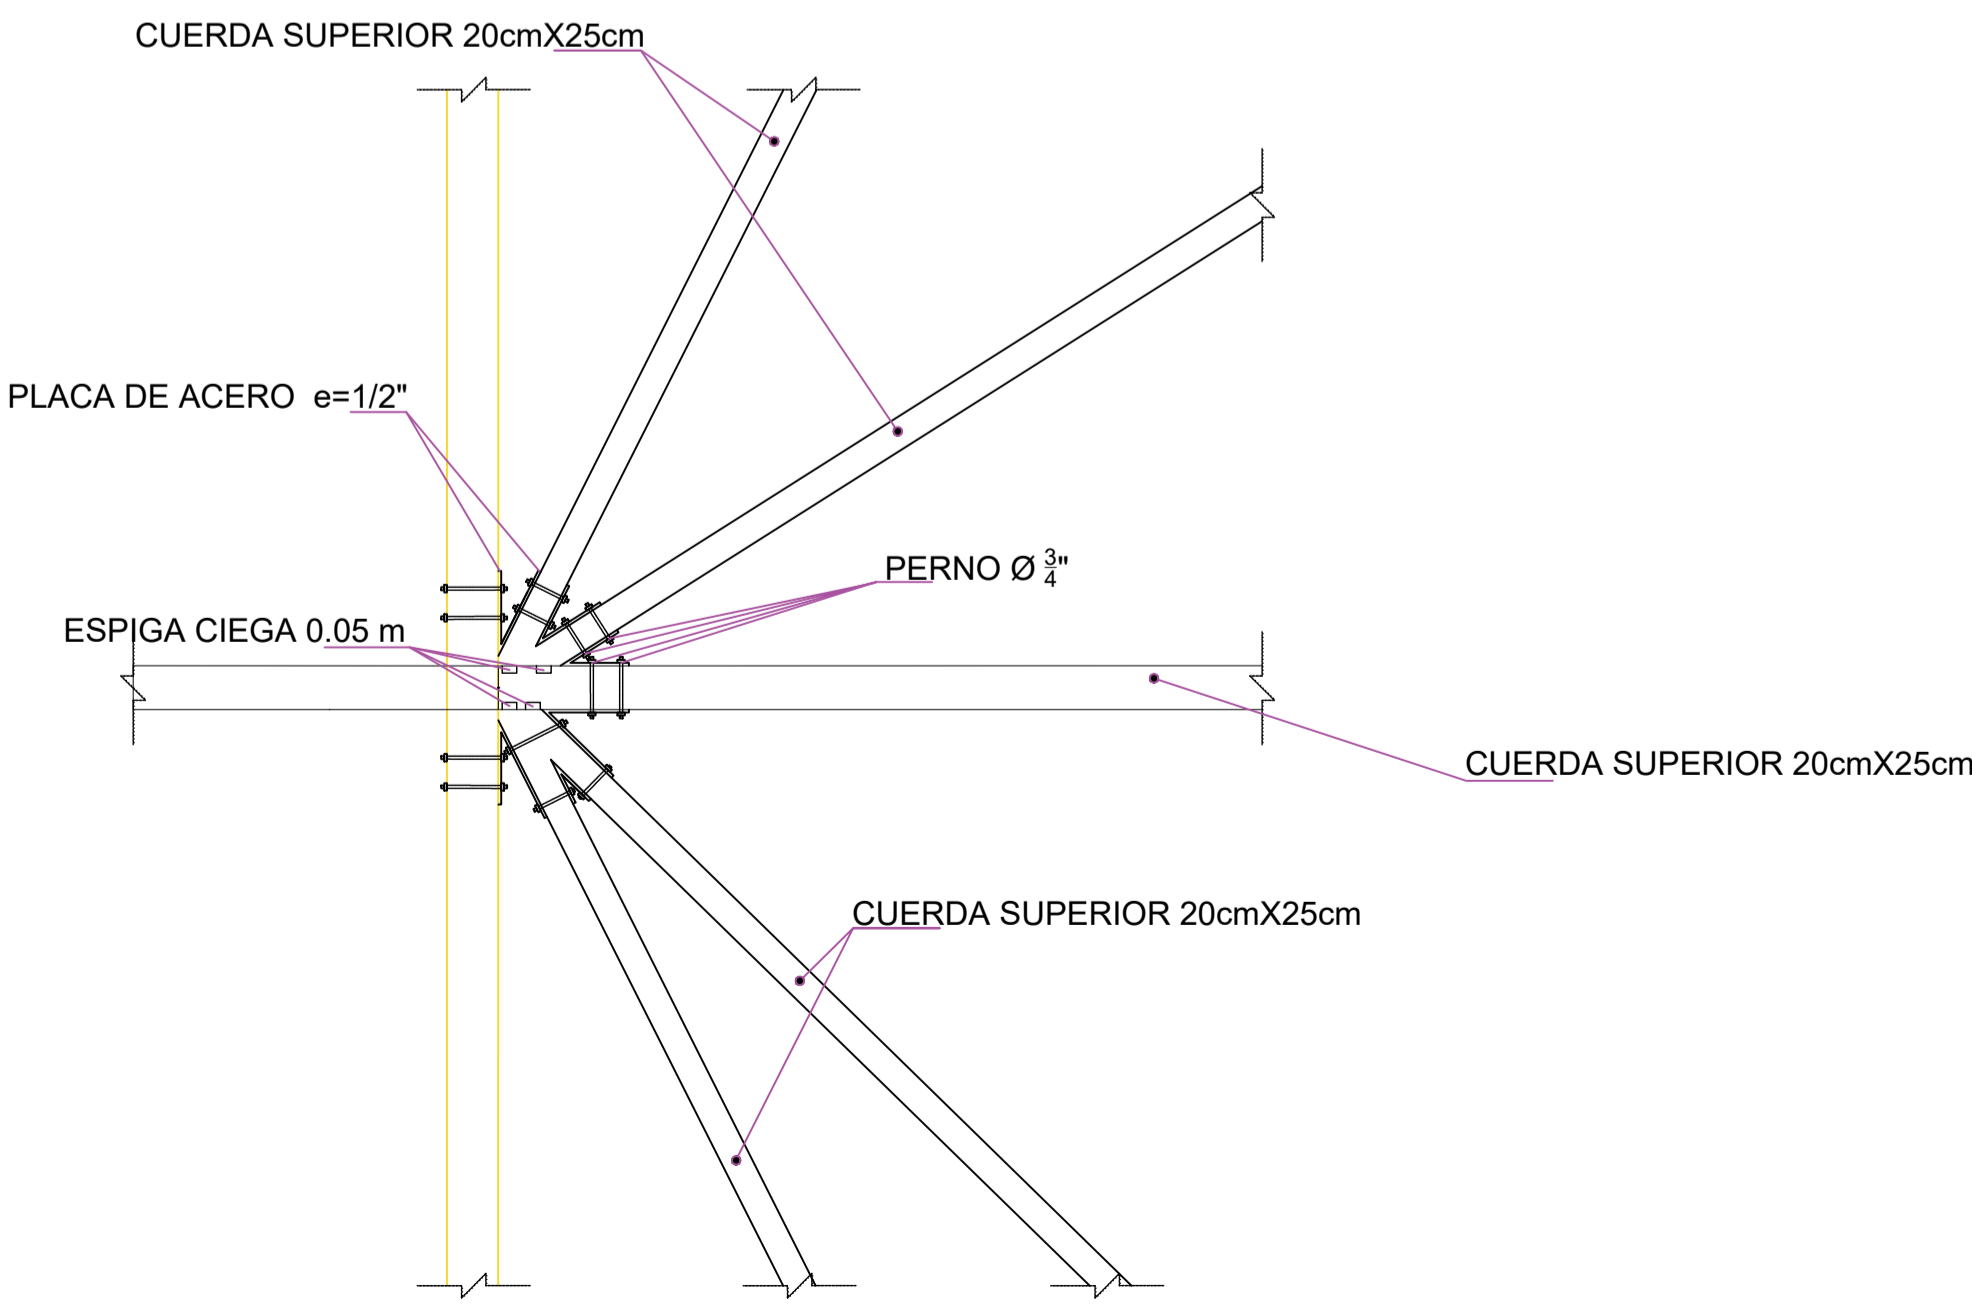 CUERDA SUPERIOR 20cmX25cm
PLACA DE ACERO e=1/2"
PERNO Ø 3/4"
ESPIGA CIEGA 0.05 m
CUERDA SUPERIOR 20cmX25cm
CUERDA SUPERIOR 20cmX25cm